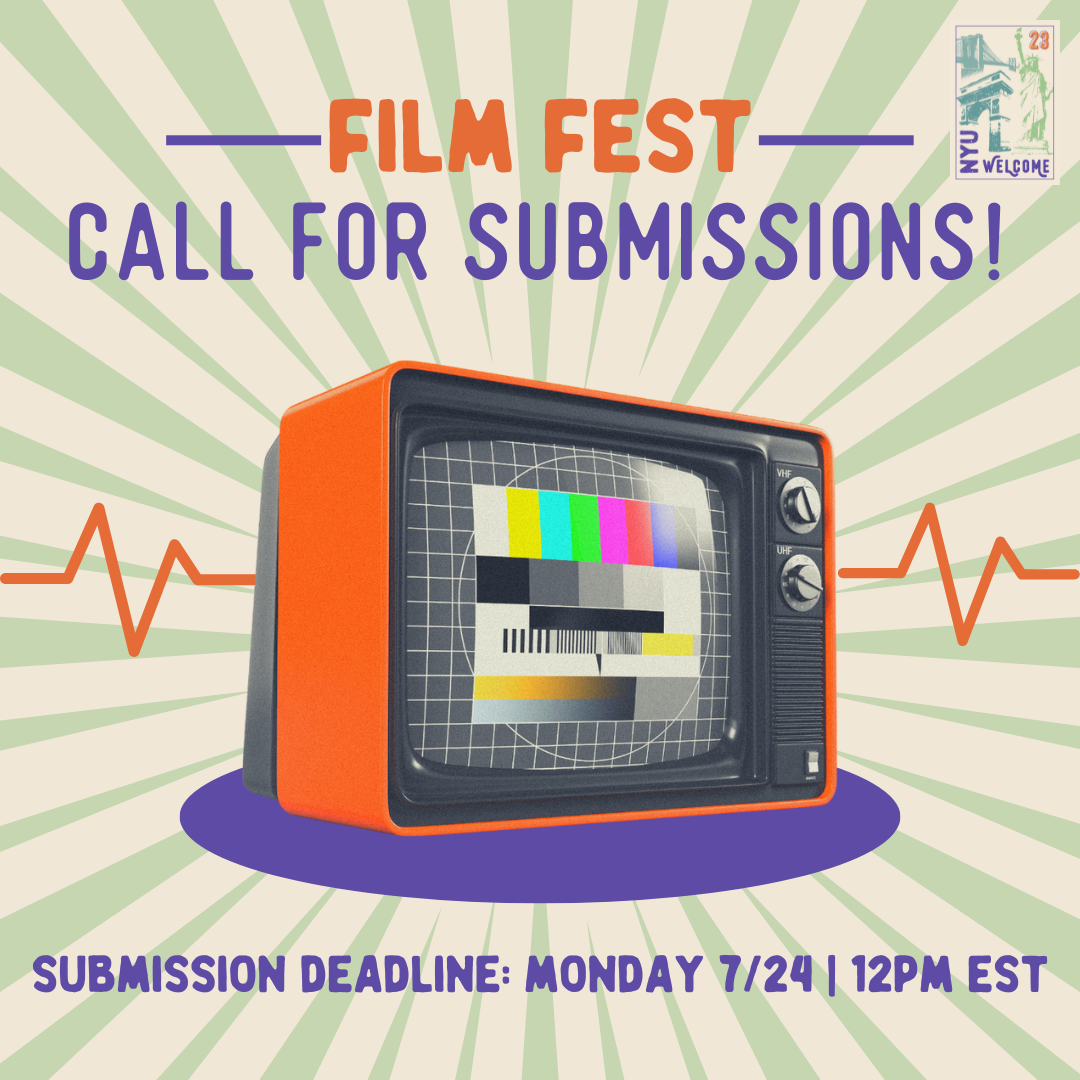 23
NYU
WELCOME
FILM FEST
CALL FOR SUBMISSIONS!
VHF
UHF
SUBMISSION DEADLINE: MONDAY 7/24 | 12PM EST